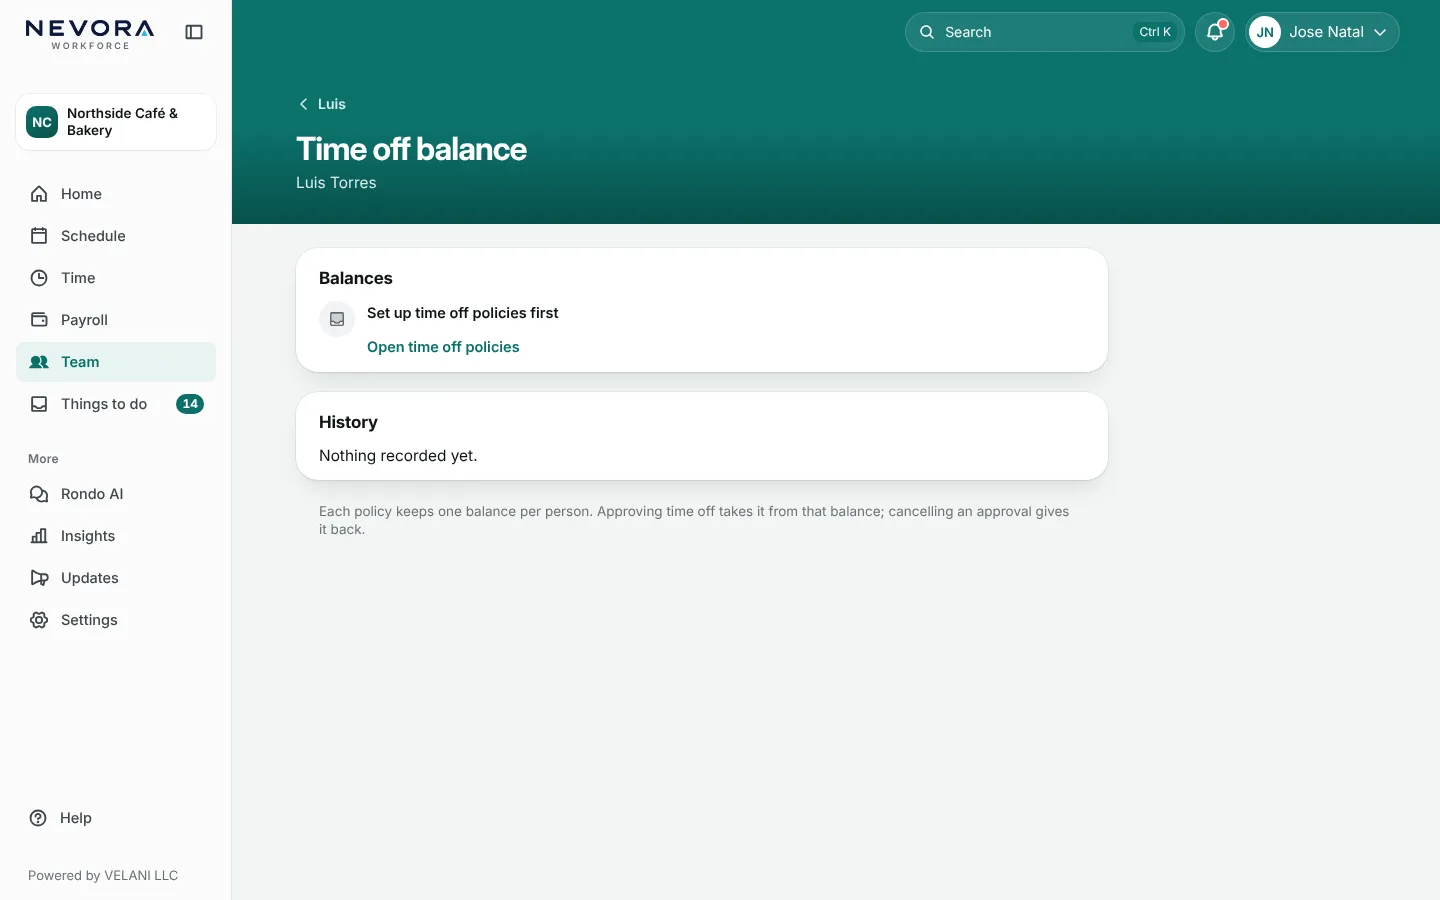 NEVORA
WORKFORCE
Search
Ctrl K
JN
Jose Natal
NC
Northside Café &
Bakery
Home
Schedule
Time
Payroll
Team
Things to do
14
More
Rondo AI
Insights
Updates
Settings
Help
Powered by VELANI LLC
Luis
Time off balance
Luis Torres
Balances
Set up time off policies first
Open time off policies
History
Nothing recorded yet.
Each policy keeps one balance per person. Approving time off takes it from that balance; cancelling an approval gives
it back.